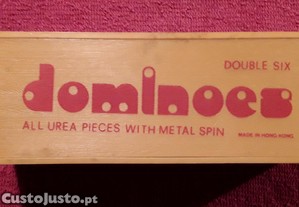 DOUBLE SIX
dominoes
ALL UREA PIECES WITH METAL SPIN
MADE IN HONG KONG
CustoJusto.pt